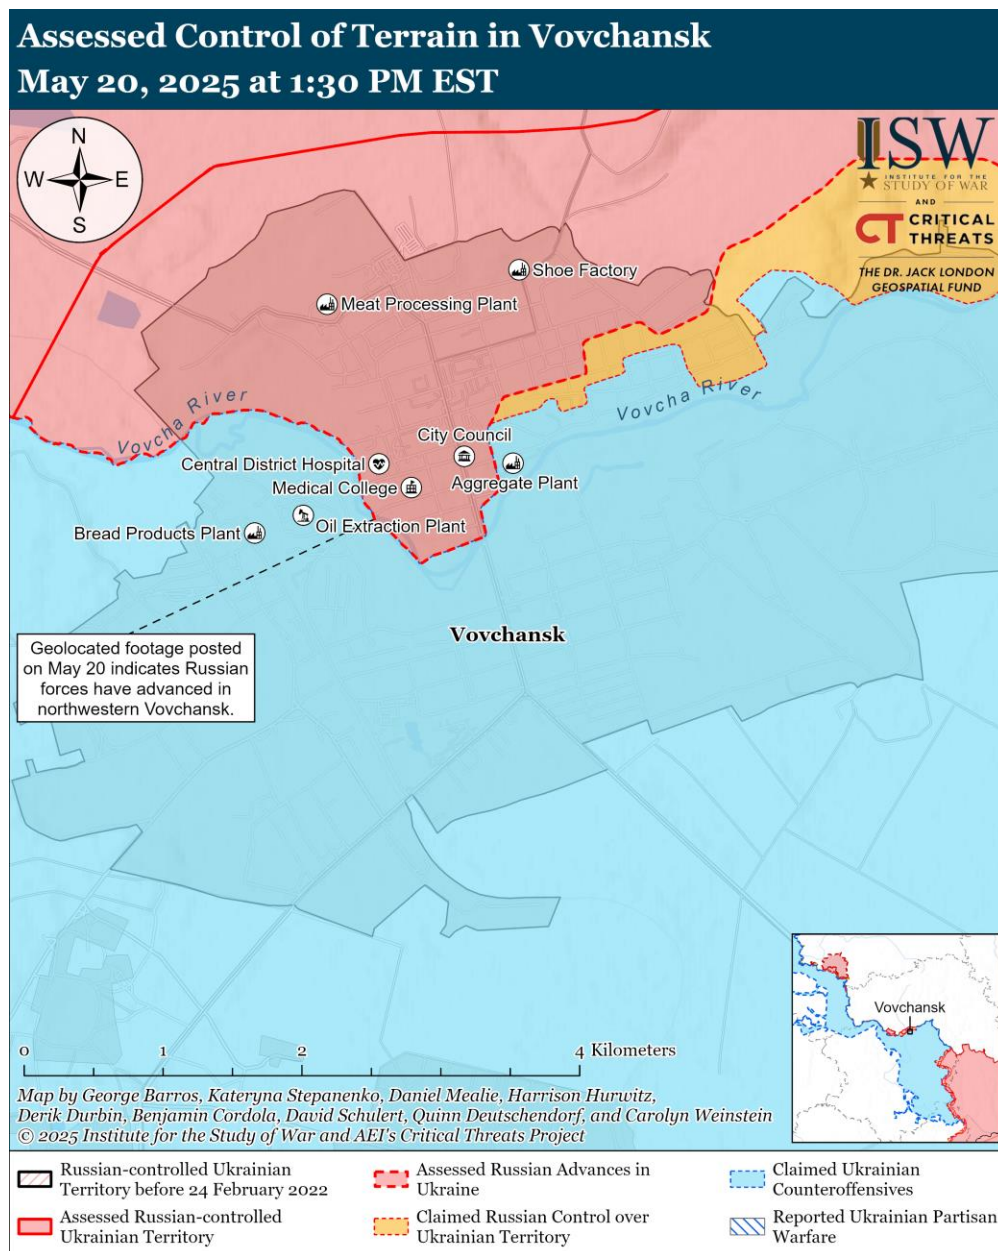 Assessed Control of Terrain in Vovchansk
May 20, 2025 at 1:30 PM EST
N
W E
S
ISW
INSTITUTE FOR THE
STUDY OF WAR
AND
CT CRITICAL
THREATS
THE DR. JACK LONDON
GEOSPATIAL FUND
Shoe Factory
Meat Processing Plant
Vovcha River
Vovcha River
City Council
Central District Hospital
Medical College
Aggregate Plant
Oil Extraction Plant
Bread Products Plant
Vovchansk
Geolocated footage posted
on May 20 indicates Russian
forces have advanced in
northwestern Vovchansk.
Vovchansk
0 1 2 4 Kilometers
Map by George Barros, Kateryna Stepanenko, Daniel Mealie, Harrison Hurwitz,
Derik Durbin, Benjamin Cordola, David Schulert, Quinn Deutschendorf, and Carolyn Weinstein
© 2025 Institute for the Study of War and AEI's Critical Threats Project
Russian-controlled Ukrainian
Territory before 24 February 2022
Assessed Russian-controlled
Ukrainian Territory
Assessed Russian Advances in
Ukraine
Claimed Russian Control over
Ukrainian Territory
Claimed Ukrainian
Counteroffensives
Reported Ukrainian Partisan
Warfare